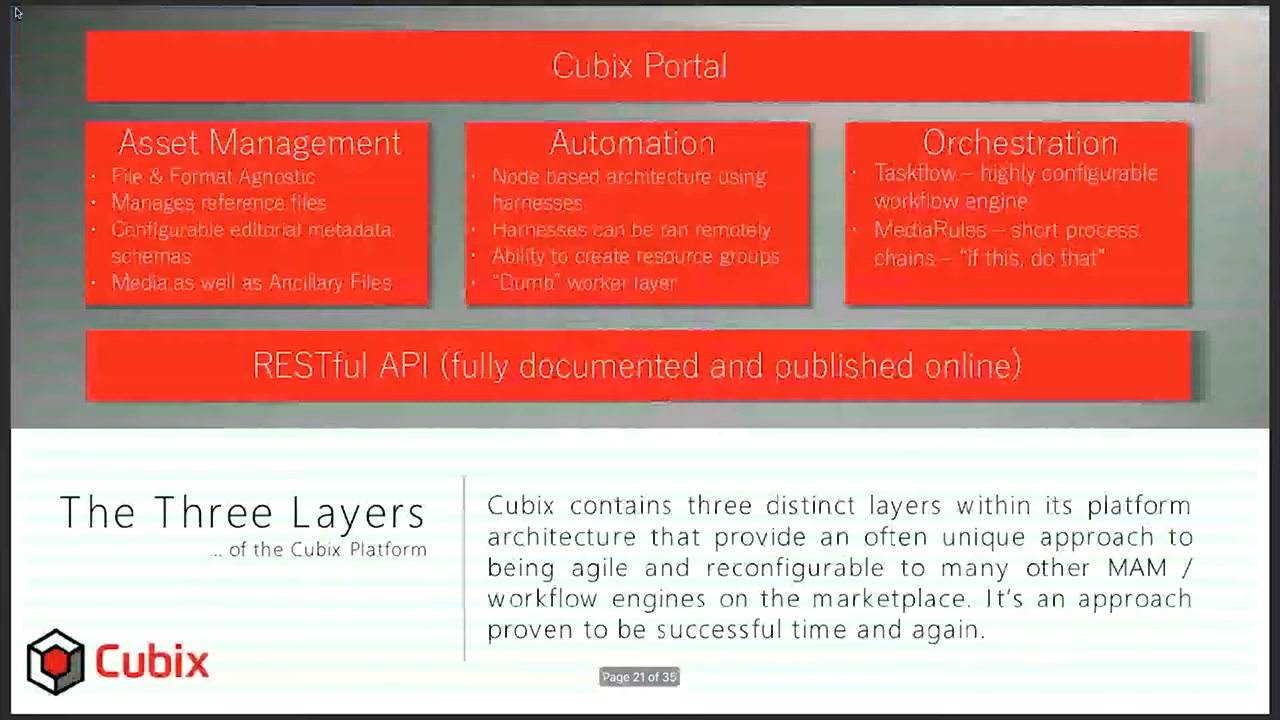 Cubix Portal
Asset Management
• File & Format Agnostic
• Manages reference files
• Configurable editorial metadata
schemas
• Media as well as Ancillary Files
Automation
• Node based architecture using
harnesses
• Harnesses can be ran remotely
• Ability to create resource groups
• "Dumb" worker layer
Orchestration
• Taskflow – highly configurable
workflow engine
• MediaRules – short process
chains – "if this, do that"
RESTful API (fully documented and published online)
The Three Layers
... of the Cubix Platform
Cubix contains three distinct layers within its platform
architecture that provide an often unique approach to
being agile and reconfigurable to many other MAM /
workflow engines on the marketplace. It's an approach
proven to be successful time and again.
Cubix
Page 21 of 35